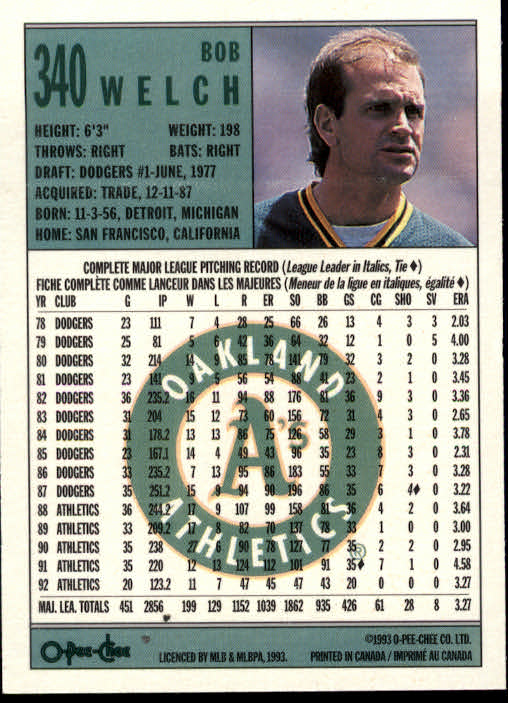 340
BOB
WELCH
HEIGHT: 6'3" WEIGHT: 198
THROWS: RIGHT BATS: RIGHT
DRAFT: DODGERS #1-JUNE, 1977
ACQUIRED: TRADE, 12-11-87
BORN: 11-3-56, DETROIT, MICHIGAN
HOME: SAN FRANCISCO, CALIFORNIA
COMPLETE MAJOR LEAGUE PITCHING RECORD (League Leader in Italics, Tie ♦)
FICHE COMPLÈTE COMME LANCEUR DANS LES MAJEURES (Meneur de la ligue en italiques, égalité ♦)
YR CLUB G IP W L R ER SO BB GS CG SHO SV ERA
78 DODGERS 23 111 7 4 28 25 66 26 13 4 3 3 2.03
79 DODGERS 25 81 5 6 42 36 64 32 12 1 0 5 4.00
80 DODGERS 32 214 14 9 85 78 141 79 32 3 2 0 3.28
81 DODGERS 23 141 9 5 56 54 88 41 23 2 1 0 3.45
82 DODGERS 36 235.2 16 11 94 88 176 81 36 9 3 0 3.36
83 DODGERS 31 204 15 12 73 60 156 72 31 4 3 0 2.65
84 DODGERS 31 178.2 13 13 86 75 126 58 29 3 1 0 3.78
85 DODGERS 23 167.1 14 4 49 43 96 35 23 8 3 0 2.31
86 DODGERS 33 235.2 7 13 95 86 183 55 33 7 3 0 3.28
87 DODGERS 35 251.2 15 9 94 90 196 86 35 6 4♦ 0 3.22
88 ATHLETICS 36 244.2 17 9 107 99 158 81 36 4 2 0 3.64
89 ATHLETICS 33 209.2 17 8 82 70 137 78 33 1 0 0 3.00
90 ATHLETICS 35 238 27 6 90 78 127 77 35 2 2 0 2.95
91 ATHLETICS 35 220 12 13 124 112 101 91 35♦ 7 1 0 4.58
92 ATHLETICS 20 123.2 11 7 47 45 47 43 20 0 0 0 3.27
MAJ. LEA. TOTALS 451 2856 199 129 1152 1039 1862 935 426 61 28 8 3.27
OAKLAND
A's
ATHLETICS
®
O-Pee-Chee
LICENCED BY MLB & MLBPA, 1993.
©1993 O-PEE-CHEE CO. LTD.
PRINTED IN CANADA / IMPRIMÉ AU CANADA